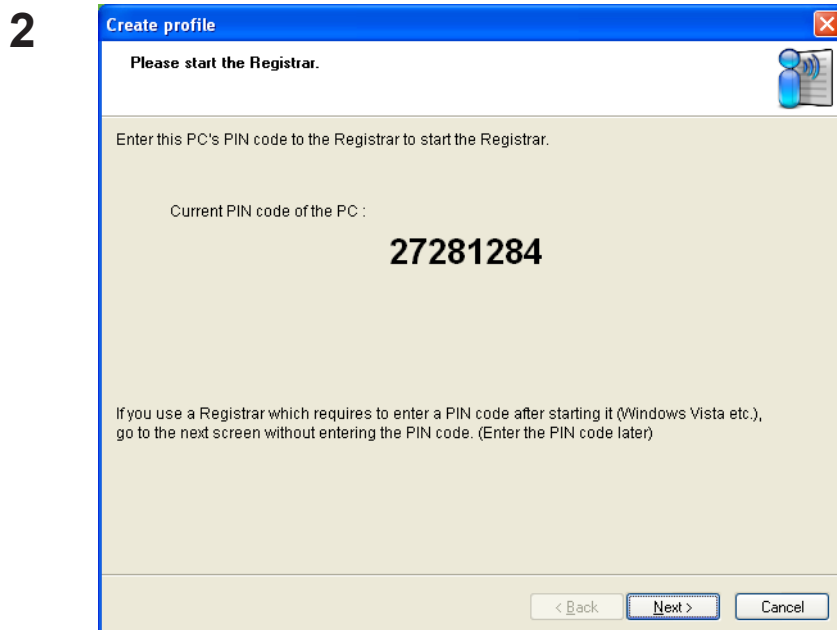 2
Create profile
Please start the Registrar.
Enter this PC's PIN code to the Registrar to start the Registrar.
Current PIN code of the PC :
27281284
If you use a Registrar which requires to enter a PIN code after starting it (Windows Vista etc.),
go to the next screen without entering the PIN code. (Enter the PIN code later)
< Back Next > Cancel